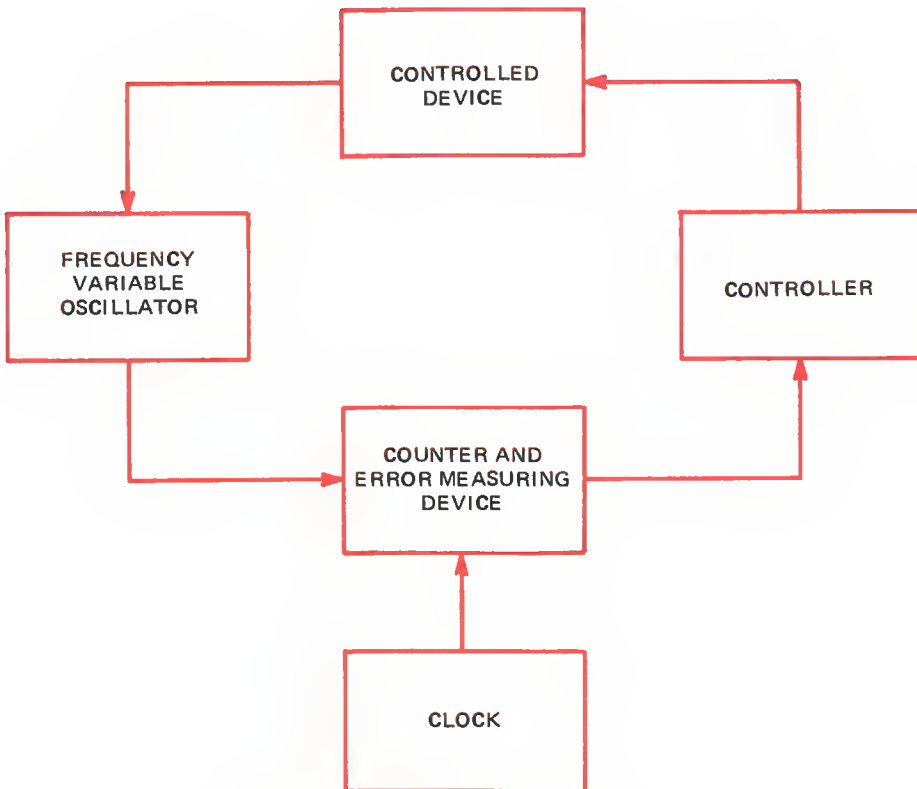 CONTROLLED
DEVICE
FREQUENCY
VARIABLE
OSCILLATOR
CONTROLLER
COUNTER AND
ERROR MEASURING
DEVICE
CLOCK